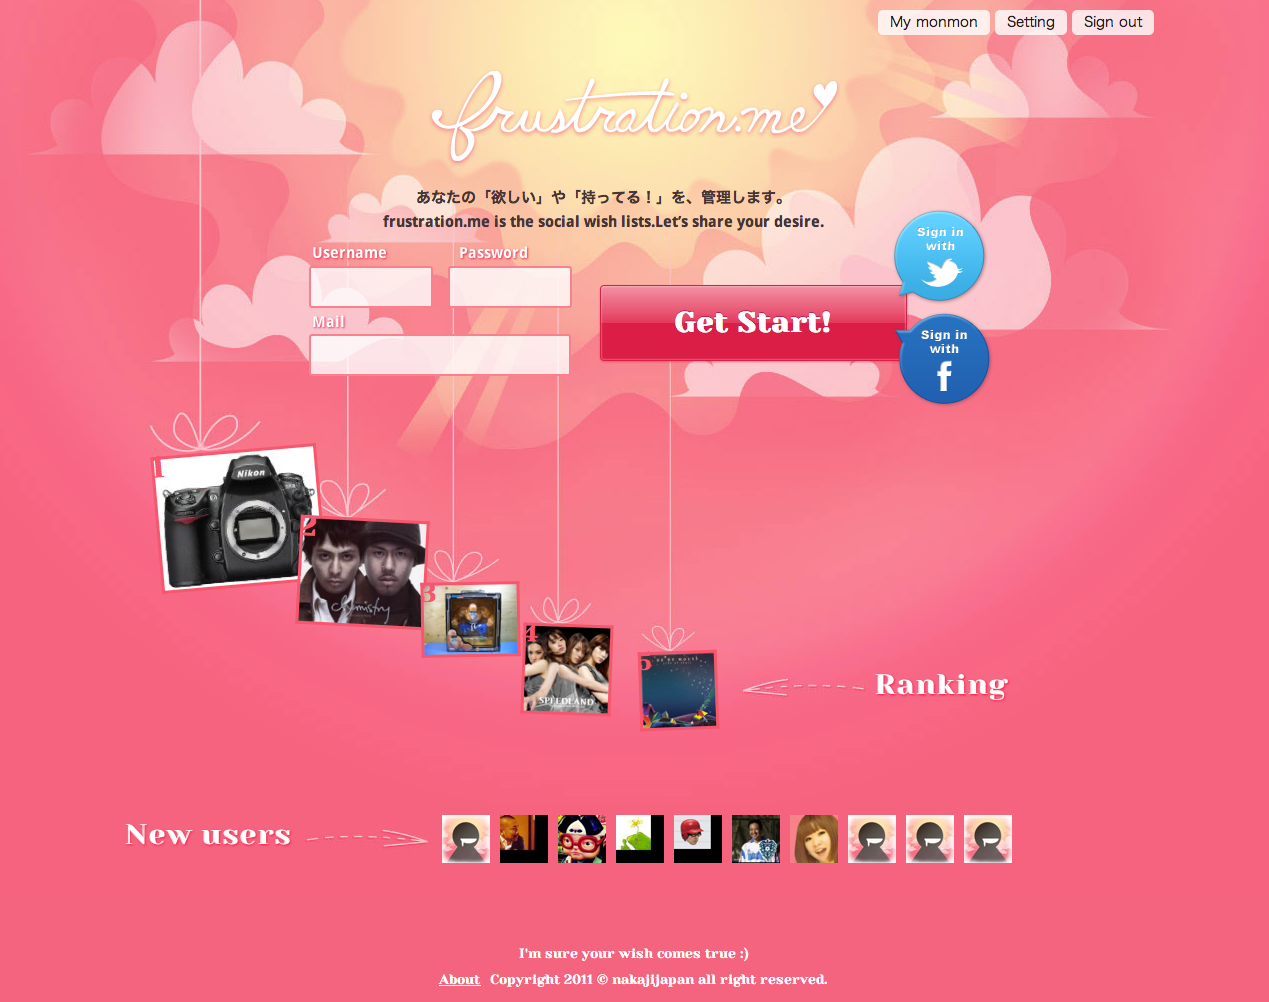 My monmon Setting Sign out
frustration.me
あなたの「欲しい」や「持ってる！」を、管理します。
frustration.me is the social wish lists.Let's share your desire.
Username Password
Mail
Get Start!
Sign in
with
Sign in
with
f
1
Nikon
2
Chemistry
3
4
SPEEDLAND
5
Ranking
New users
I'm sure your wish comes true :)
About Copyright 2011 © nakajijapan all right reserved.